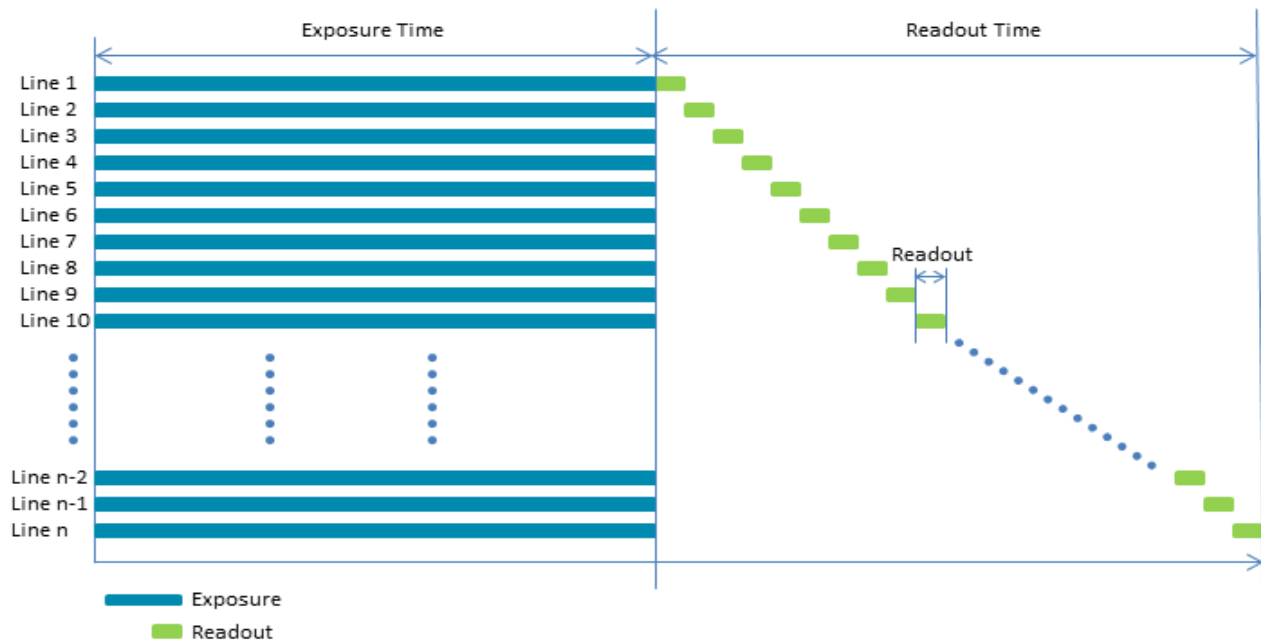 Exposure Time Readout Time
Line 1
Line 2
Line 3
Line 4
Line 5
Line 6
Line 7
Line 8
Readout
Line 9
Line 10
Line n-2
Line n-1
Line n
Exposure
Readout